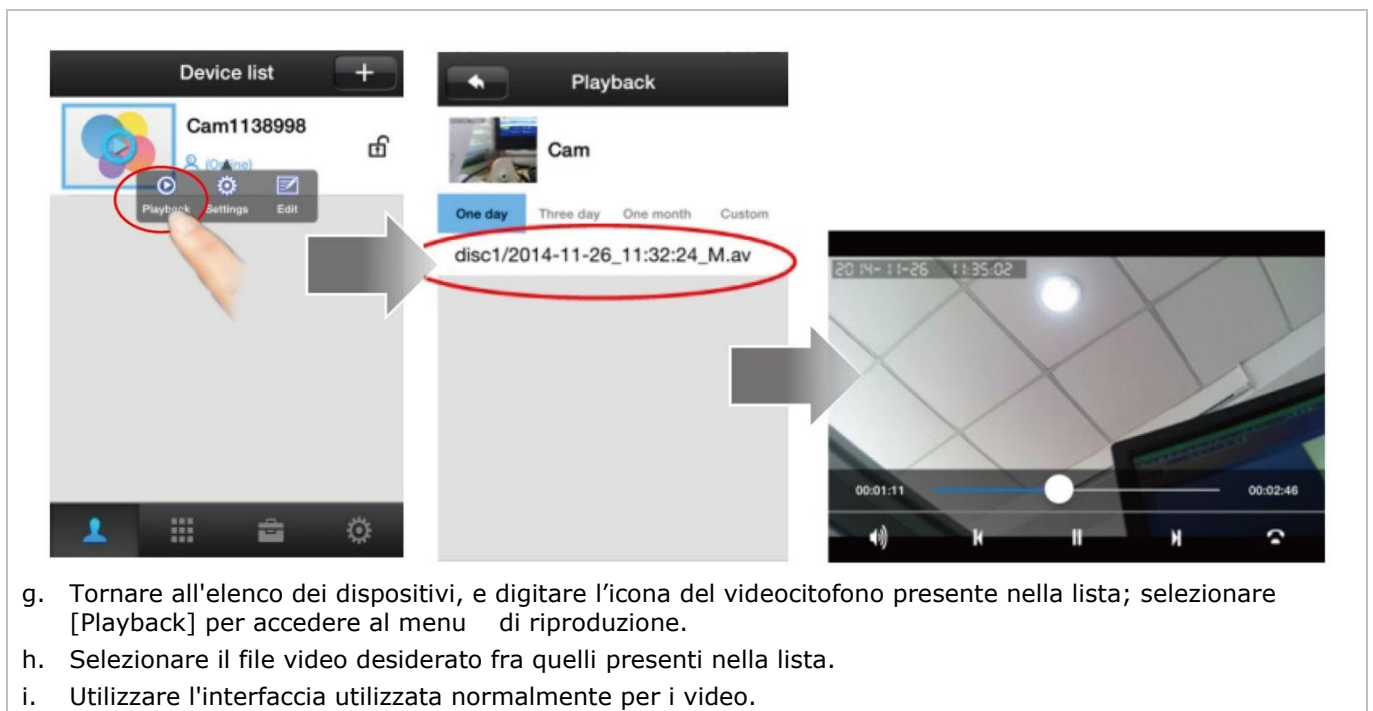 Device list
+
Cam1138998
(Online)
Playback Settings Edit
Playback
Cam
One day Three day One month Custom
disc1/2014-11-26_11:32:24_M.av
2014-11-26 11:35:02
00:01:11
00:02:46
g. Tornare all'elenco dei dispositivi, e digitare l’icona del videocitofono presente nella lista; selezionare
[Playback] per accedere al menu di riproduzione.
h. Selezionare il file video desiderato fra quelli presenti nella lista.
i. Utilizzare l'interfaccia utilizzata normalmente per i video.